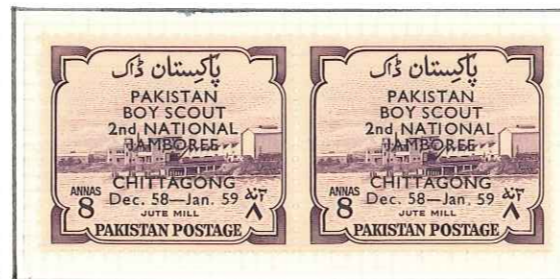 پاکستان ڈاک
PAKISTAN
BOY SCOUT
2nd NATIONAL
JAMBOREE
CHITTAGONG
ANNAS 8
Dec. 58—Jan. 59
آنہ ۸
JUTE MILL
PAKISTAN POSTAGE
پاکستان ڈاک
PAKISTAN
BOY SCOUT
2nd NATIONAL
JAMBOREE
CHITTAGONG
ANNAS 8
Dec. 58—Jan. 59
آنہ ۸
JUTE MILL
PAKISTAN POSTAGE